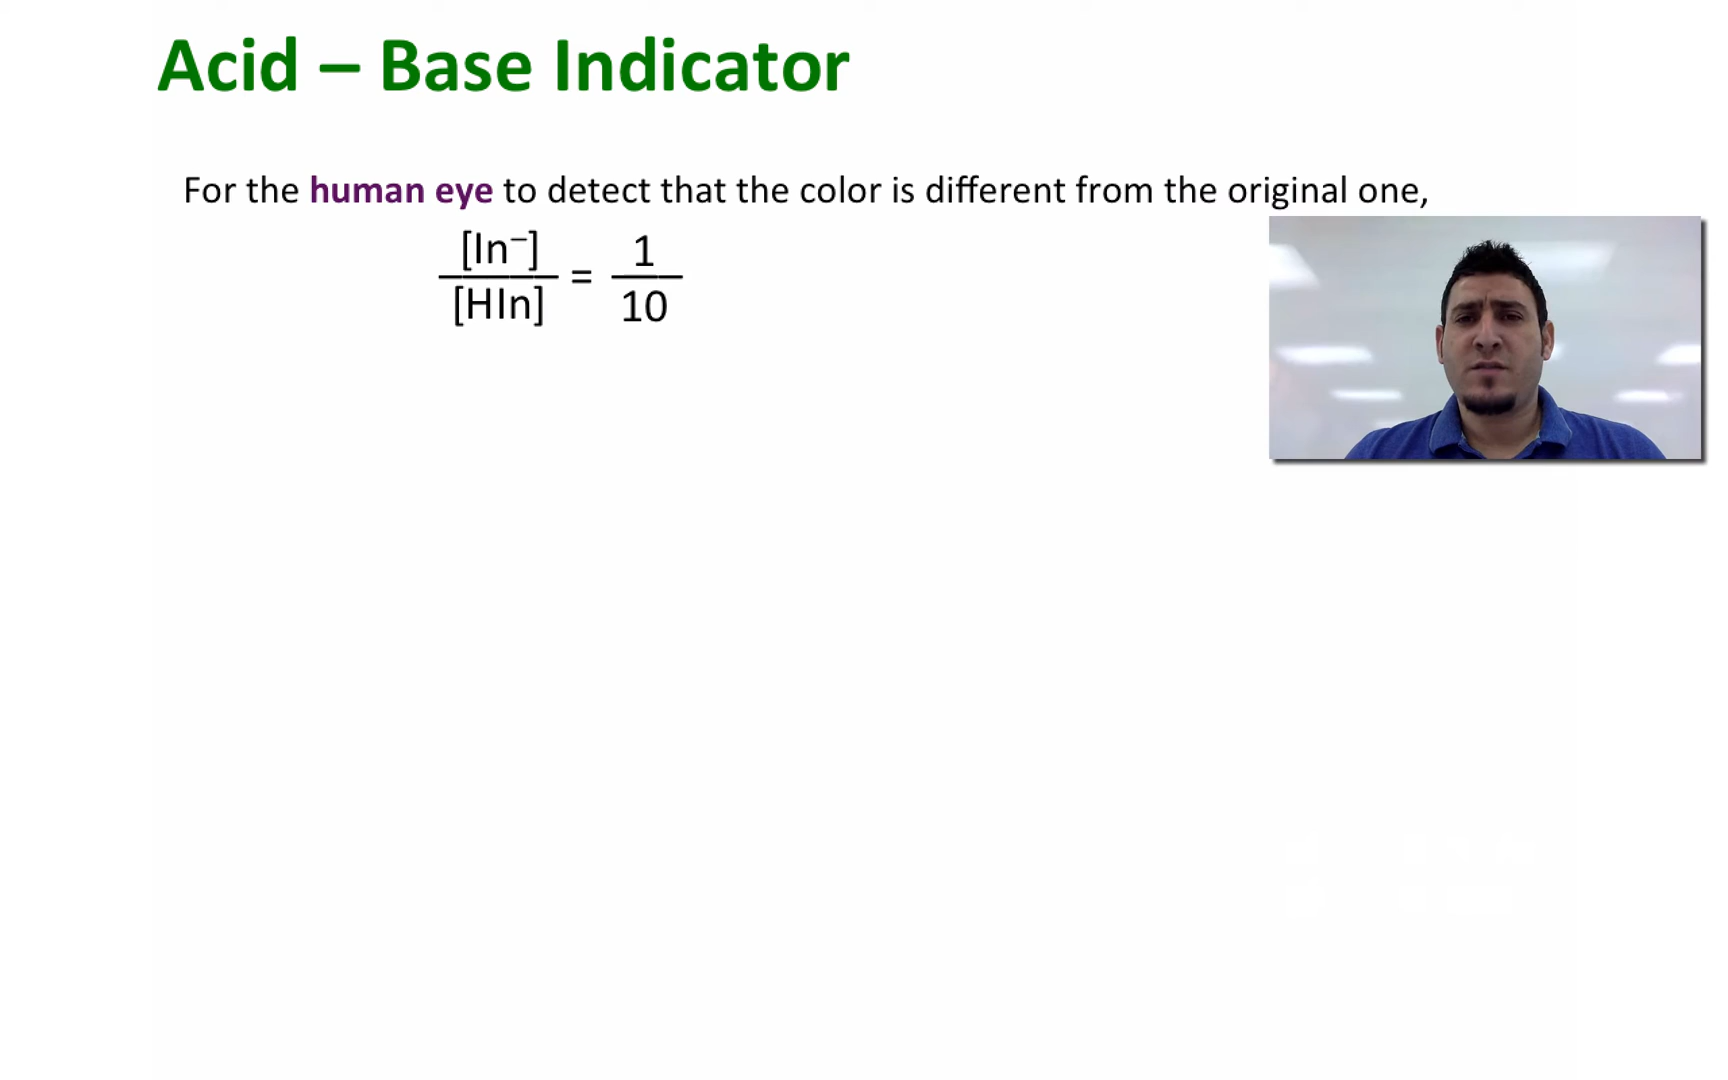 Acid – Base Indicator
For the human eye to detect that the color is different from the original one,
[In⁻] 1
= 
[HIn] 10